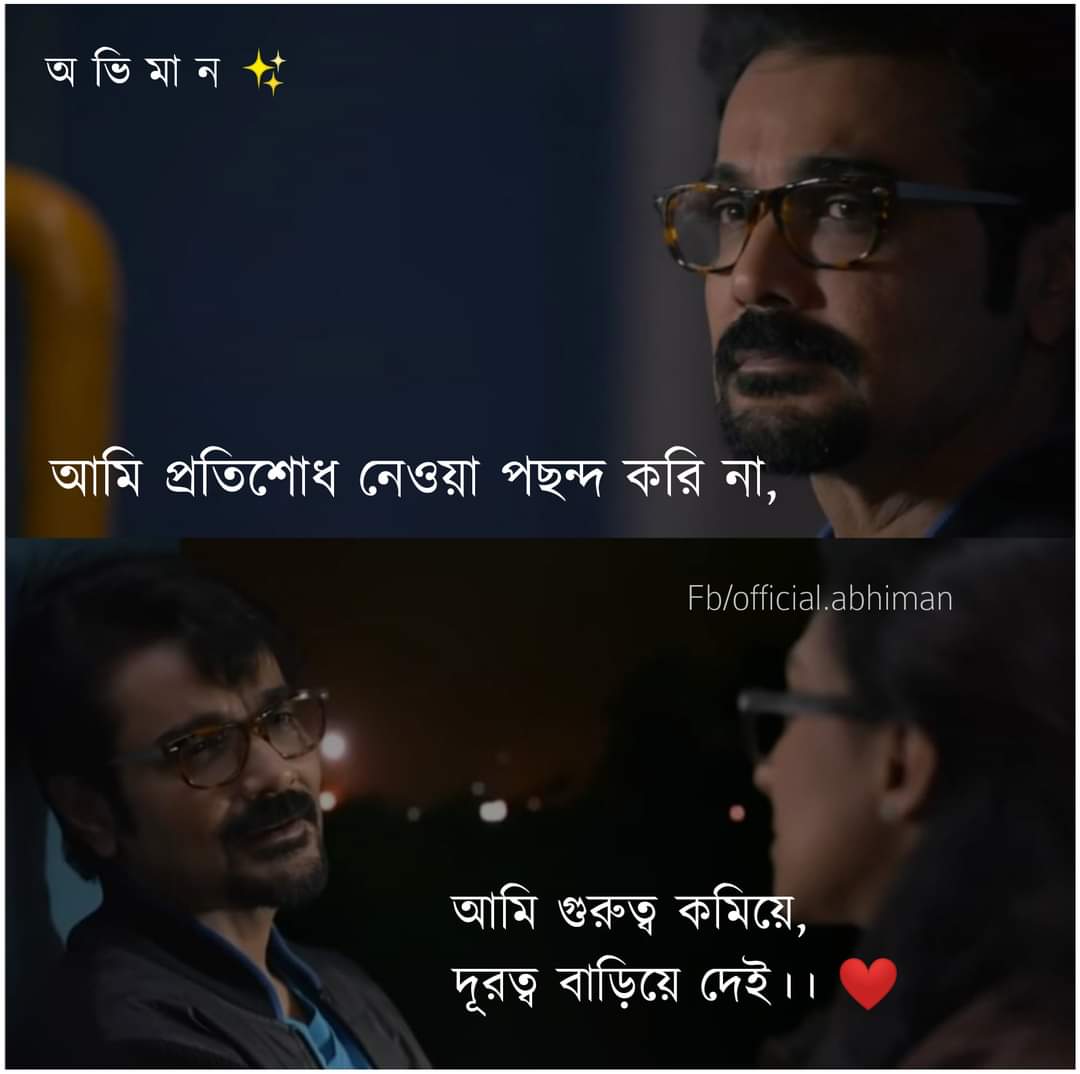 অ ভি মা ন ✨
আমি প্রতিশোধ নেওয়া পছন্দ করি না,
Fb/official.abhiman
আমি গুরুত্ব কমিয়ে,
দূরত্ব বাড়িয়ে দেই।। ❤️